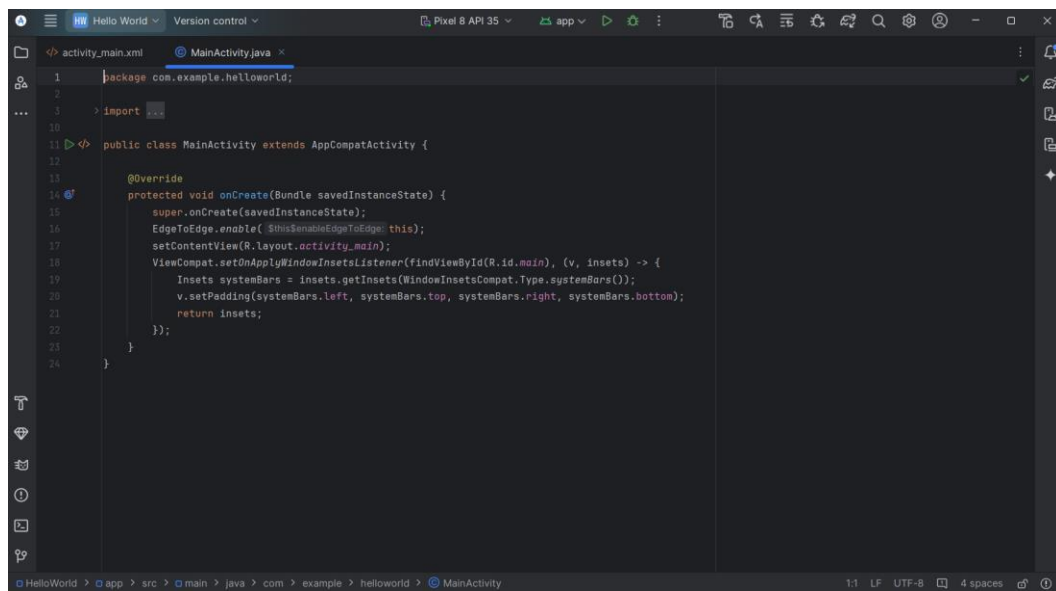 HW Hello World Version control Pixel 8 API 35 app
activity_main.xml MainActivity.java
1 package com.example.helloworld;
2
3 import ...
10
11 public class MainActivity extends AppCompatActivity {
12
13 @Override
14 protected void onCreate(Bundle savedInstanceState) {
15 super.onCreate(savedInstanceState);
16 EdgeToEdge.enable( $this$enableEdgeToEdge: this);
17 setContentView(R.layout.activity_main);
18 ViewCompat.setOnApplyWindowInsetsListener(findViewById(R.id.main), (v, insets) -> {
19 Insets systemBars = insets.getInsets(WindowInsetsCompat.Type.systemBars());
20 v.setPadding(systemBars.left, systemBars.top, systemBars.right, systemBars.bottom);
21 return insets;
22 });
23 }
24 }
HelloWorld > app > src > main > java > com > example > helloworld > MainActivity 1:1 LF UTF-8 4 spaces